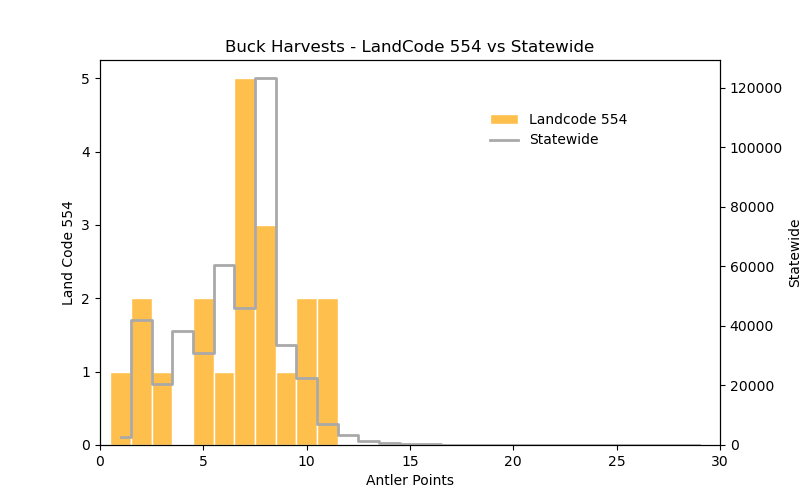 Buck Harvests - LandCode 554 vs Statewide
5
4
3
2
1
0
Land Code 554
Landcode 554
Statewide
120000
100000
80000
60000
40000
20000
0
Statewide
0 5 10 15 20 25 30
Antler Points